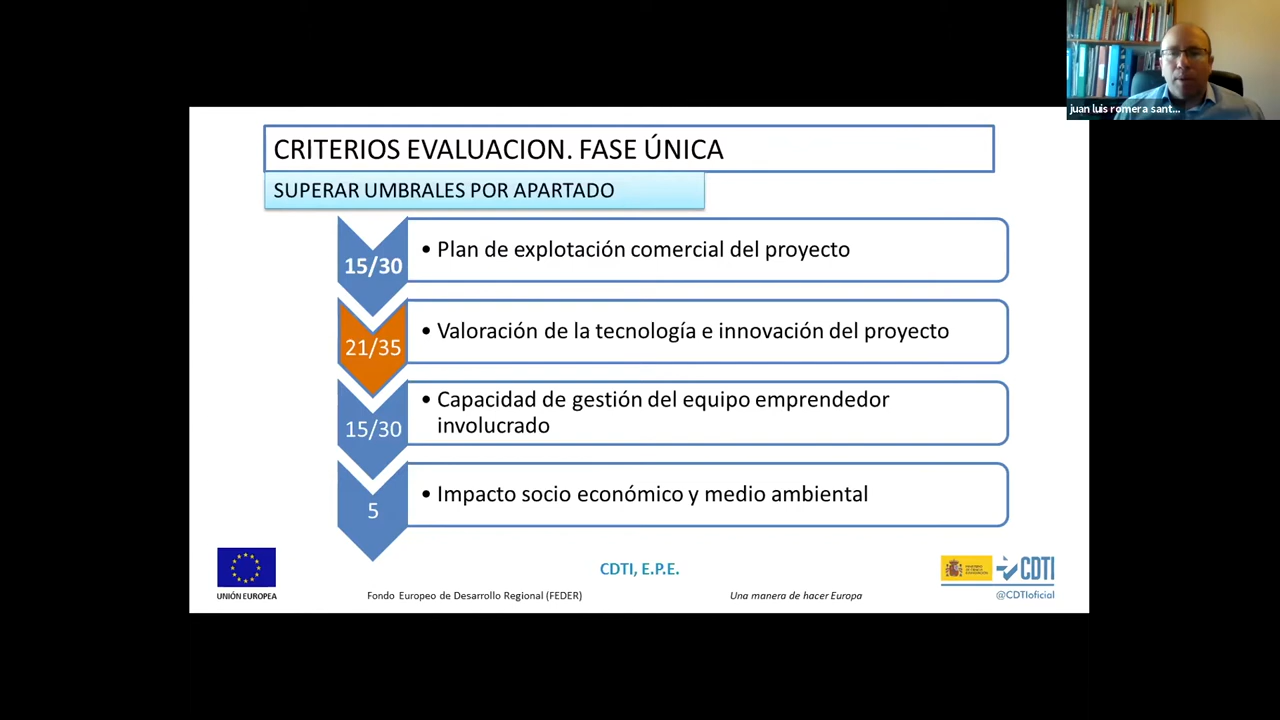 juan luis romera sant...
CRITERIOS EVALUACION. FASE ÚNICA
SUPERAR UMBRALES POR APARTADO
15/30
• Plan de explotación comercial del proyecto
21/35
• Valoración de la tecnología e innovación del proyecto
15/30
• Capacidad de gestión del equipo emprendedor
involucrado
5
• Impacto socio económico y medio ambiental
UNIÓN EUROPEA
Fondo Europeo de Desarrollo Regional (FEDER)
CDTI, E.P.E.
Una manera de hacer Europa
CDTI
@CDTIoficial